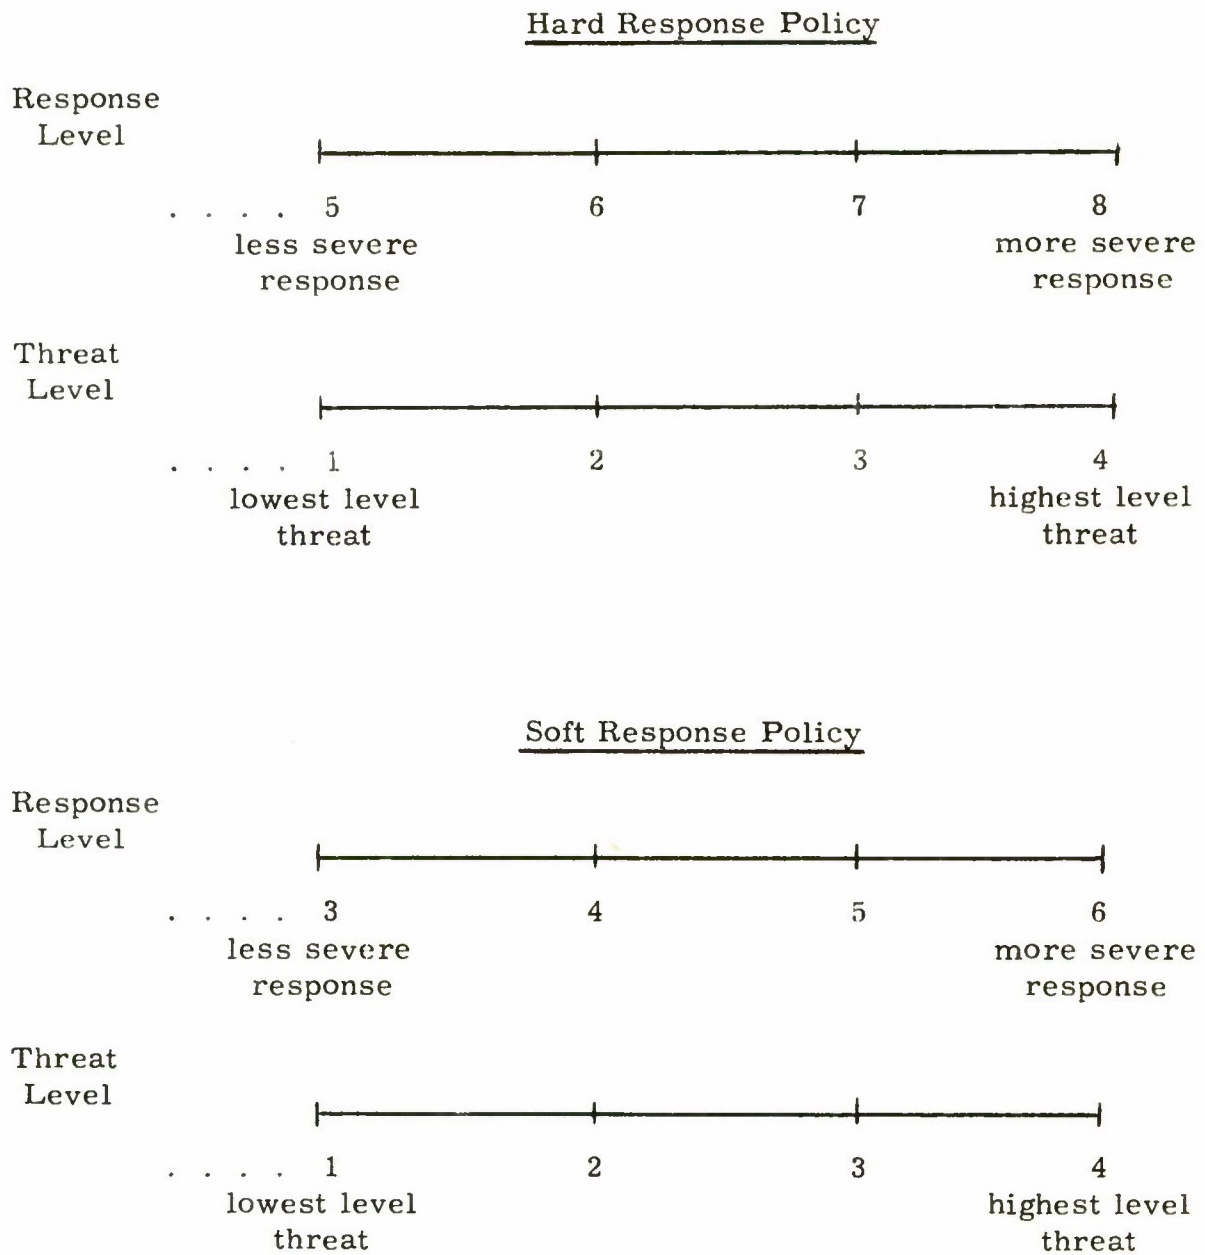 Hard Response Policy
Response
Level
. . . . 5 6 7 8
less severe more severe
response response
Threat
Level
. . . . 1 2 3 4
lowest level highest level
threat threat
Soft Response Policy
Response
Level
. . . . 3 4 5 6
less severe more severe
response response
Threat
Level
. . . . 1 2 3 4
lowest level highest level
threat threat